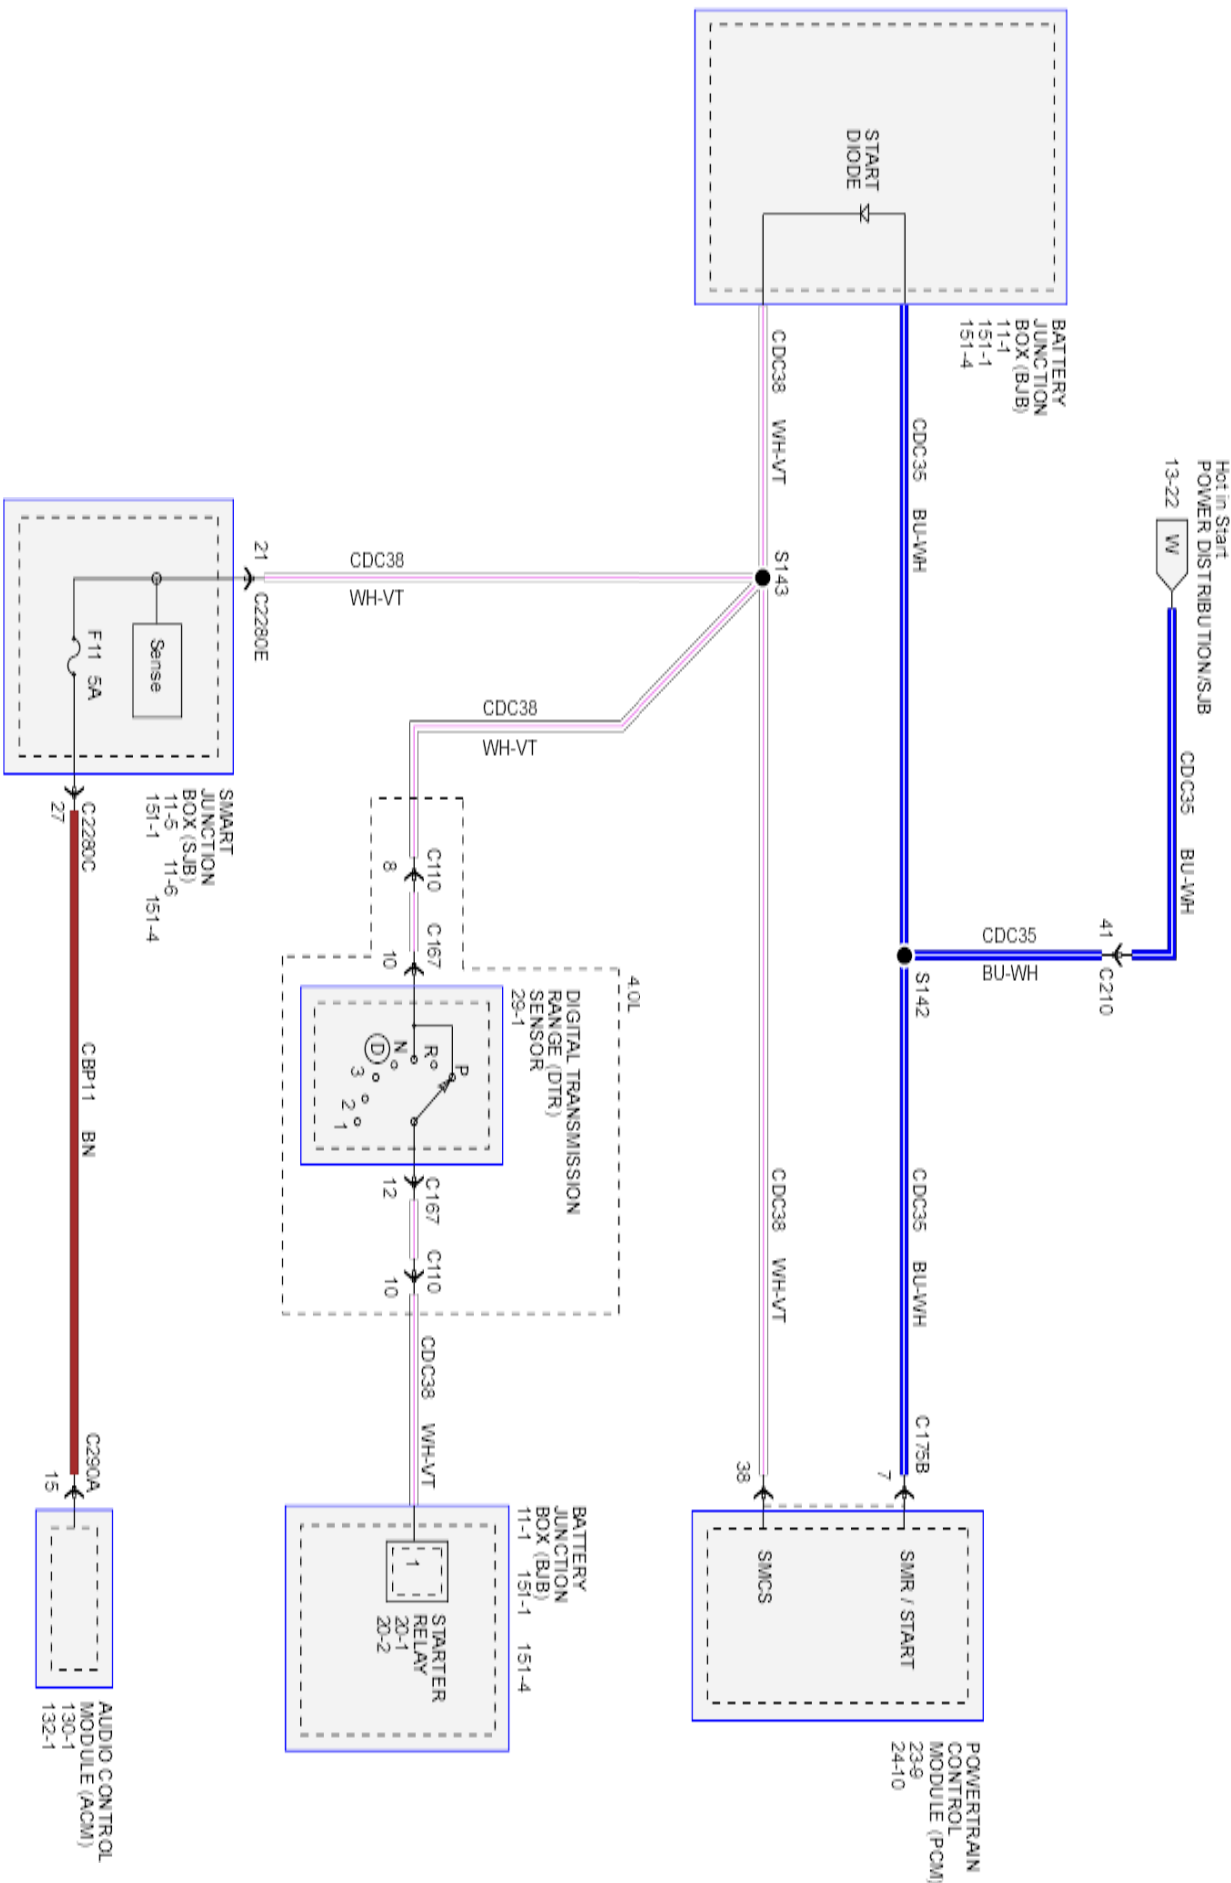 Hot in Start
POWER DISTRIBUTION/SJB
13-22
W
CDC35
BU-WH
41
C210
CDC35
BU-WH
S142
START
DIODE
BATTERY
JUNCTION
BOX (BJB)
11-1
151-1
151-4
CDC35
BU-WH
CDC35
BU-WH
C175B
7
CDC38
WH-VT
S143
CDC38
WH-VT
38
SMR / START
SMCS
POWERTRAIN
CONTROL
MODULE (PCM)
23-9
24-10
CDC38
WH-VT
21
C2280E
CDC38
WH-VT
C110
8
C167
10
4.0L
DIGITAL TRANSMISSION
RANGE (DTR)
SENSOR
29-1
P
R
N
D
3
2
1
C167
12
C110
10
CDC38
WH-VT
BATTERY
JUNCTION
BOX (BJB)
11-1 151-1 151-4
1
STARTER
RELAY
20-1
20-2
Sense
F11 5A
SMART
JUNCTION
BOX (SJB)
11-5 11-6
151-1 151-4
C2280C
27
CBP11
BN
C290A
15
AUDIO CONTROL
MODULE (ACM)
130-1
132-1